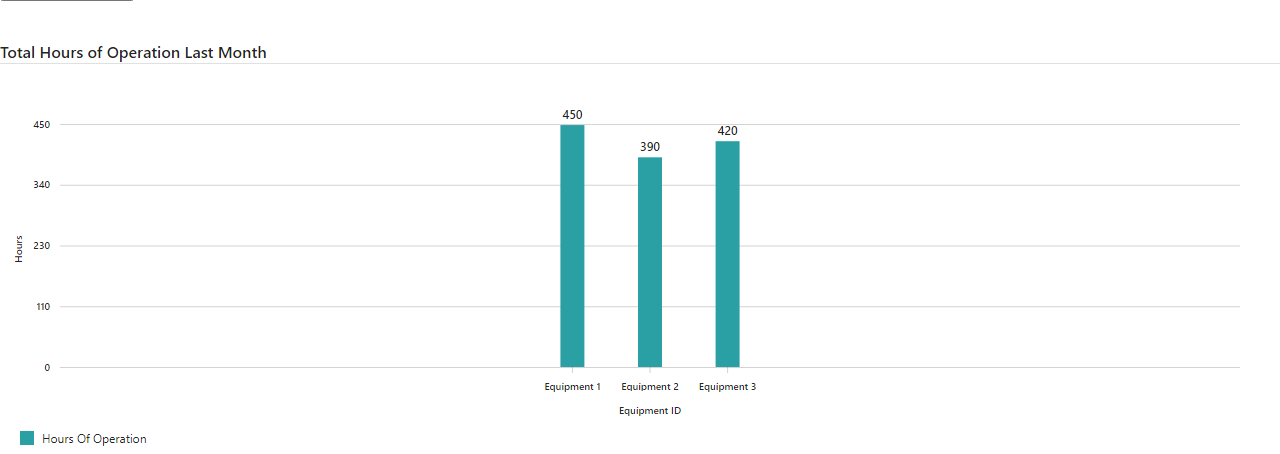 Total Hours of Operation Last Month
450
390
420
450
340
230
110
0
Hours
Equipment 1
Equipment 2
Equipment 3
Equipment ID
Hours Of Operation